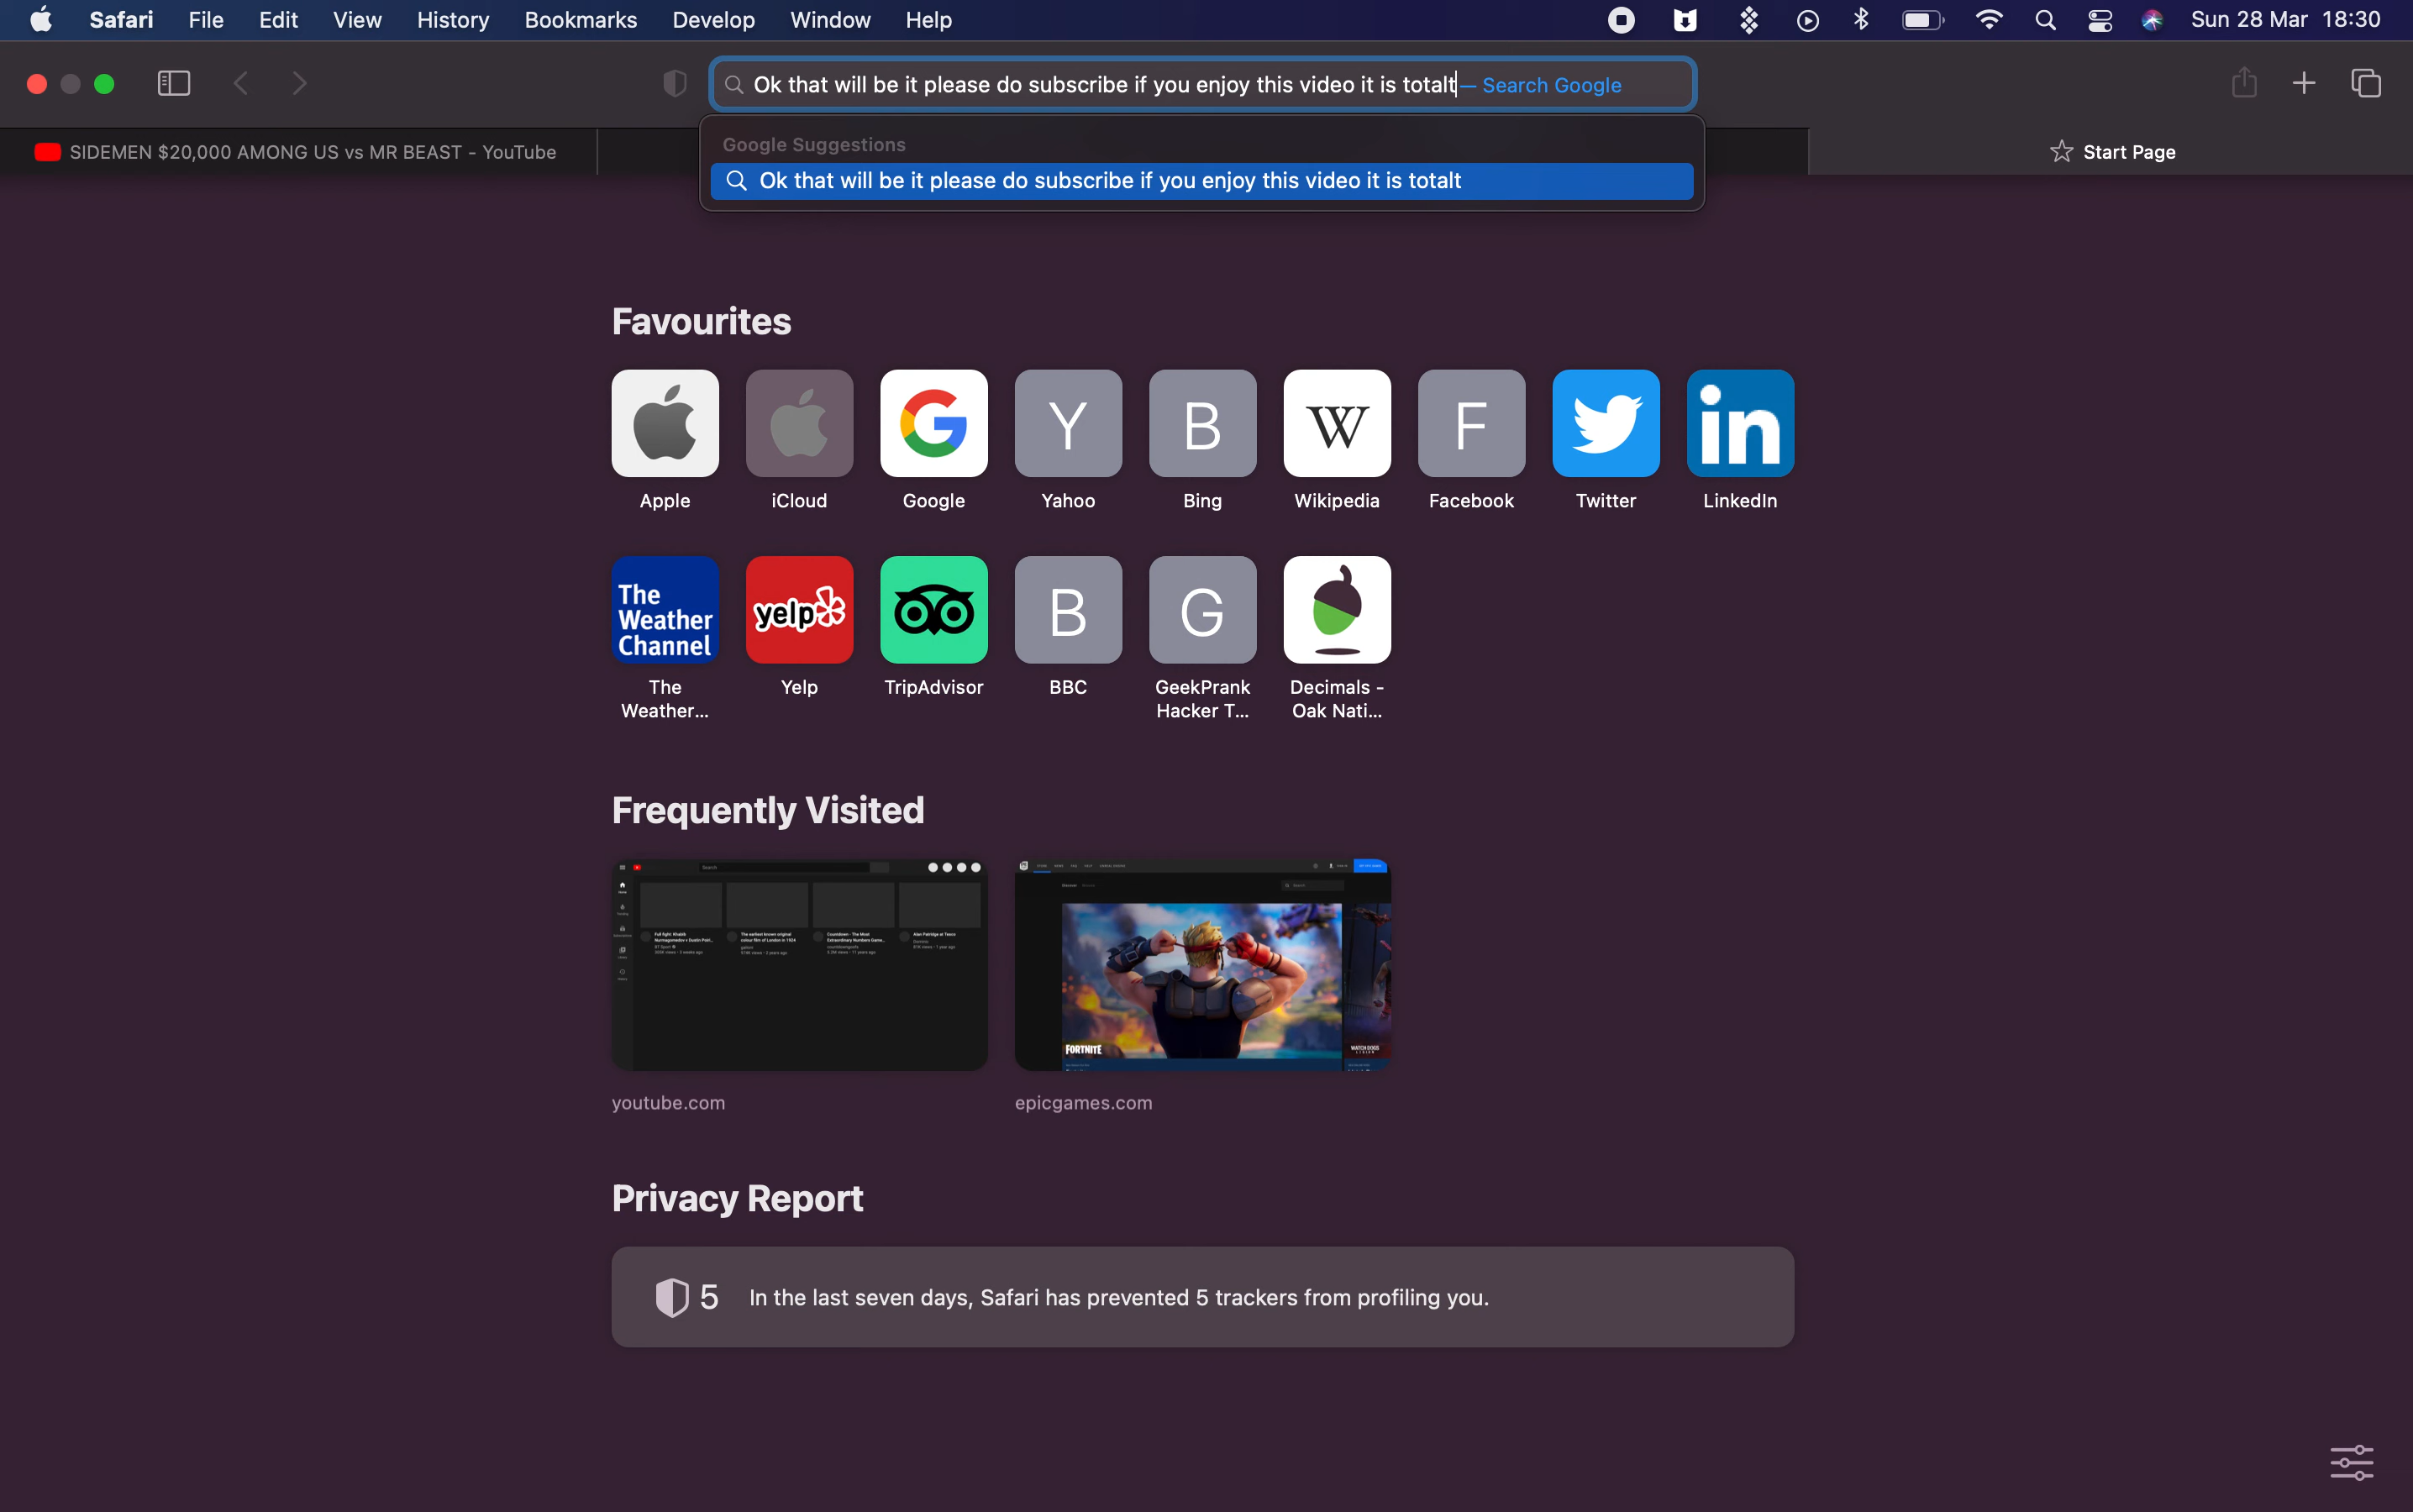 Safari File Edit View History Bookmarks Develop Window Help Sun 28 Mar 18:30
Ok that will be it please do subscribe if you enjoy this video it is totalt — Search Google
SIDEMEN $20,000 AMONG US vs MR BEAST - YouTube
Start Page
Google Suggestions
Ok that will be it please do subscribe if you enjoy this video it is totalt
Favourites
Y B W F in
Apple iCloud Google Yahoo Bing Wikipedia Facebook Twitter LinkedIn
The
Weather
Channel
yelp B G
The
Weather...
Yelp TripAdvisor BBC
GeekPrank
Hacker T...
Decimals -
Oak Nati...
Frequently Visited
Search
FORTNITE
WATCH DOGS
LEGION
youtube.com epicgames.com
Privacy Report
5 In the last seven days, Safari has prevented 5 trackers from profiling you.